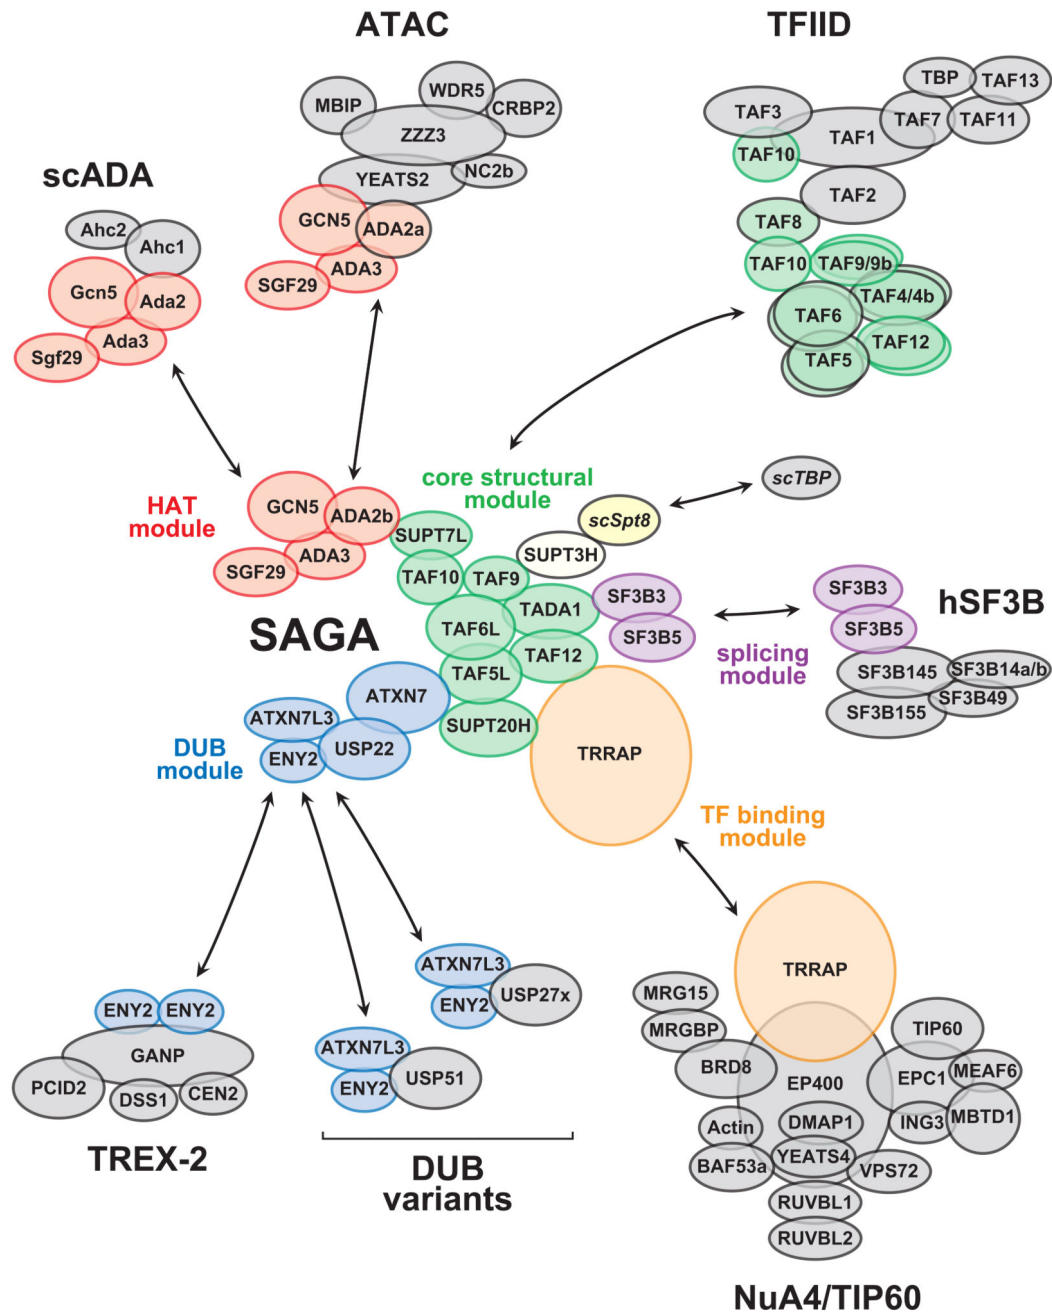 ATAC
TFIID
MBIP
WDR5
CRBP2
ZZZ3
YEATS2
NC2b
GCN5
ADA2a
ADA3
SGF29
TBP
TAF13
TAF3
TAF7
TAF11
TAF1
TAF10
TAF2
TAF8
TAF10
TAF9/9b
TAF4/4b
TAF6
TAF12
TAF5
scADA
Ahc2
Ahc1
Gcn5
Ada2
Ada3
Sgf29
HAT
module
GCN5
ADA2b
ADA3
SGF29
core structural
module
SUPT7L
TAF10
TAF9
SUPT3H
scSpt8
scTBP
TADA1
TAF6L
TAF12
TAF5L
SUPT20H
SF3B3
SF3B5
splicing
module
hSF3B
SF3B3
SF3B5
SF3B145
SF3B14a/b
SF3B49
SF3B155
SAGA
ATXN7
ATXN7L3
USP22
ENY2
DUB
module
TRRAP
TF binding
module
ENY2
ENY2
GANP
PCID2
DSS1
CEN2
TREX-2
ATXN7L3
ENY2
USP27x
ATXN7L3
ENY2
USP51
DUB
variants
TRRAP
MRG15
MRGBP
BRD8
EP400
TIP60
EPC1
MEAF6
ING3
MBTD1
Actin
DMAP1
BAF53a
YEATS4
VPS72
RUVBL1
RUVBL2
NuA4/TIP60